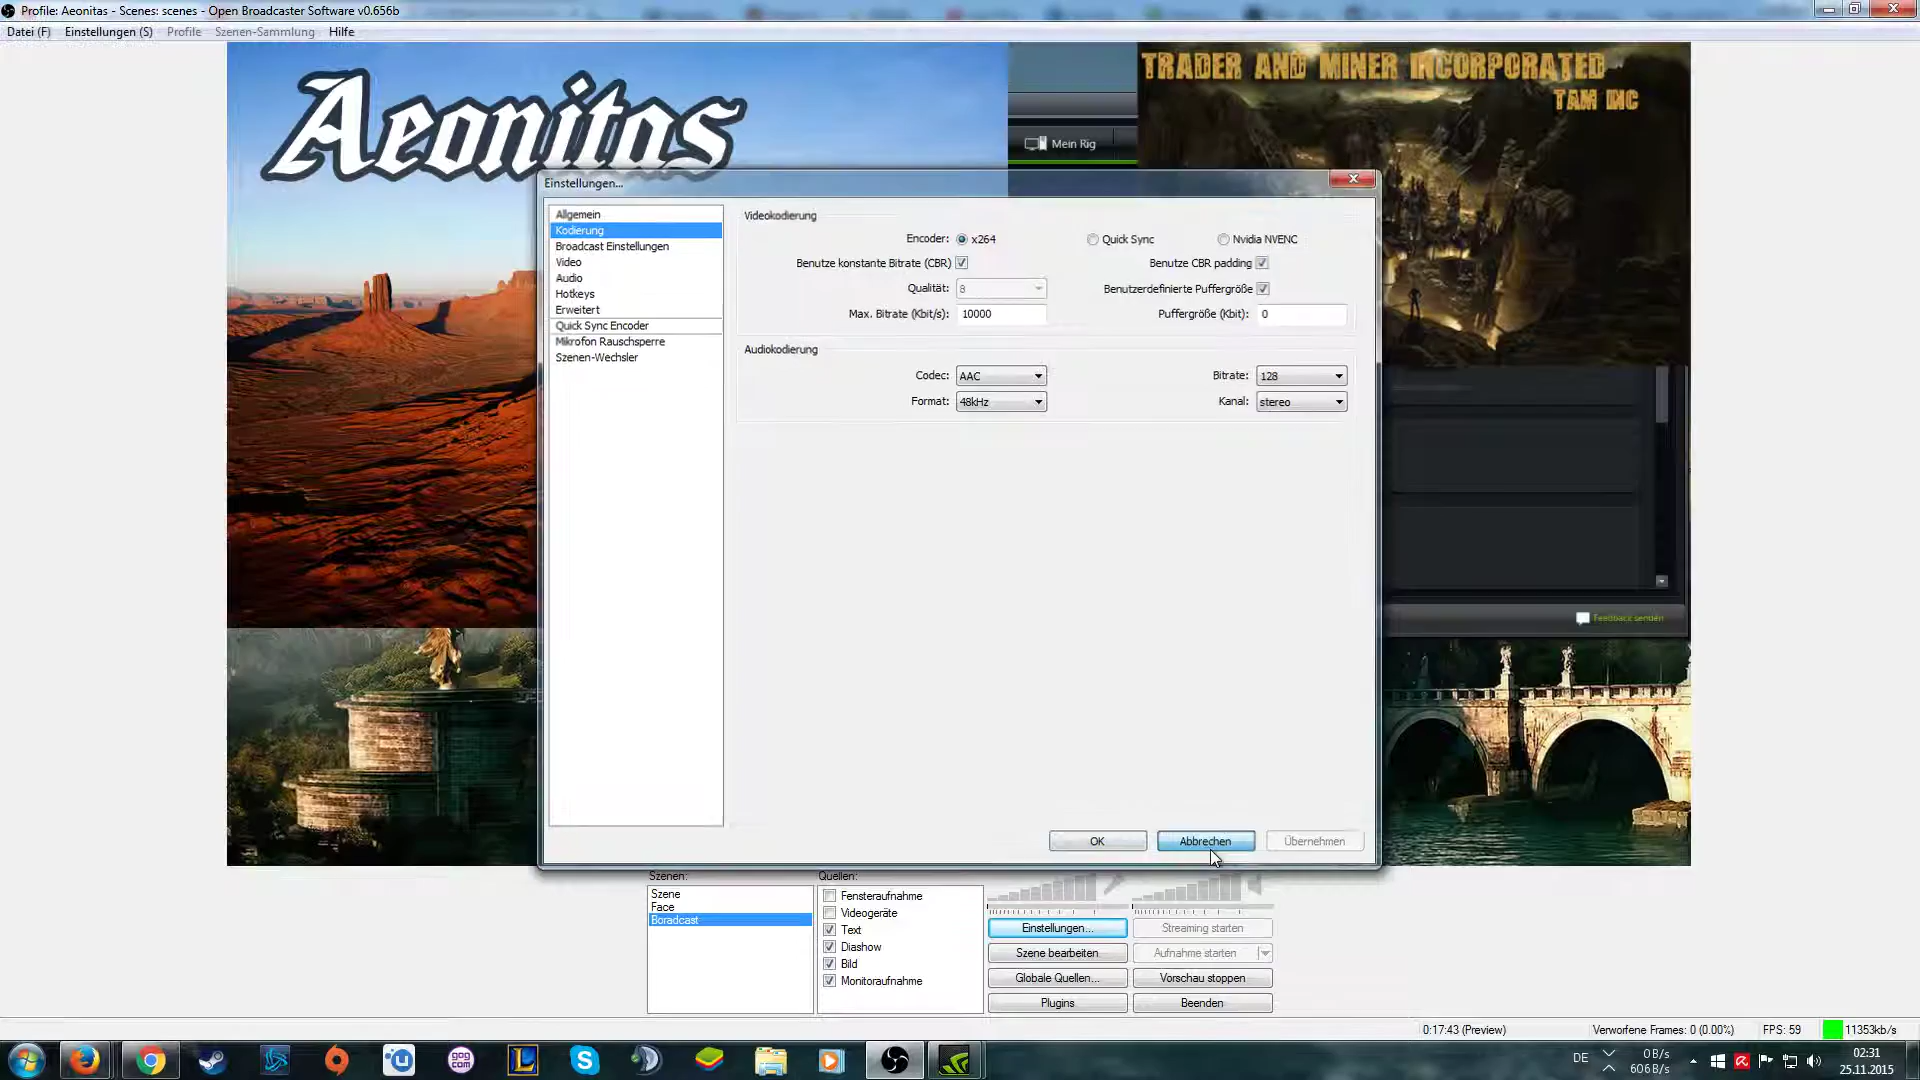 Profile: Aeonitas - Scenes: scenes - Open Broadcaster Software v0.656b
Datei (F) Einstellungen (S) Profile Szenen-Sammlung Hilfe
Aeonitas
TRADER AND MINER INCORPORATED
TAM INC
Mein Rig
Einstellungen...
Allgemein
Kodierung
Broadcast Einstellungen
Video
Audio
Hotkeys
Erweitert
Quick Sync Encoder
Mikrofon Rauschsperre
Szenen-Wechsler
Videokodierung
Encoder: x264 Quick Sync Nvidia NVENC
Benutze konstante Bitrate (CBR) Benutze CBR padding
Qualität: 8 Benutzerdefinierte Puffergröße
Max. Bitrate (Kbit/s): 10000 Puffergröße (Kbit): 0
Audiokodierung
Codec: AAC Bitrate: 128
Format: 48kHz Kanal: stereo
Feedback senden
OK Abbrechen Übernehmen
Szenen:
Szene
Face
Boradcast
Quellen:
Fensteraufnahme
Videogeräte
Text
Diashow
Bild
Monitoraufnahme
Einstellungen... Streaming starten
Szene bearbeiten Aufnahme starten
Globale Quellen... Vorschau stoppen
Plugins Beenden
0:17:43 (Preview) Verworfene Frames: 0 (0.00%) FPS: 59 11353kb/s
gog
com
L
DE
0 B/s
606 B/s
02:31
25.11.2015